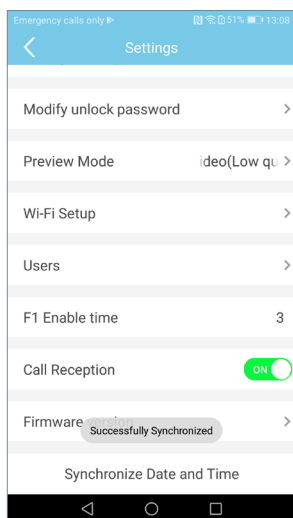 Emergency calls only
51% 13:08
Settings
Modify unlock password
Preview Mode ideo(Low qu
Wi-Fi Setup
Users
F1 Enable time 3
Call Reception ON
Firmware version
Successfully Synchronized
Synchronize Date and Time